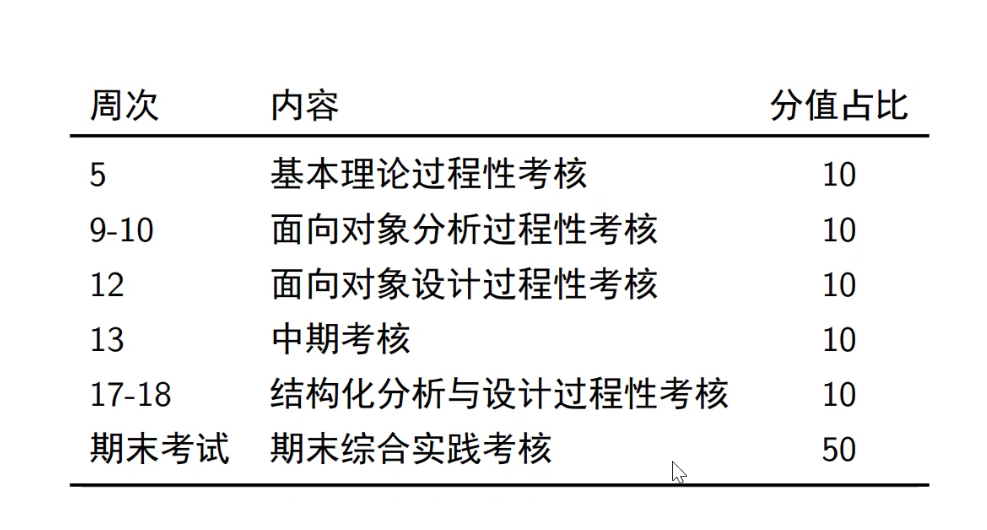 周次 内容 分值占比
5 基本理论过程性考核 10
9-10 面向对象分析过程性考核 10
12 面向对象设计过程性考核 10
13 中期考核 10
17-18 结构化分析与设计过程性考核 10
期末考试 期末综合实践考核 50